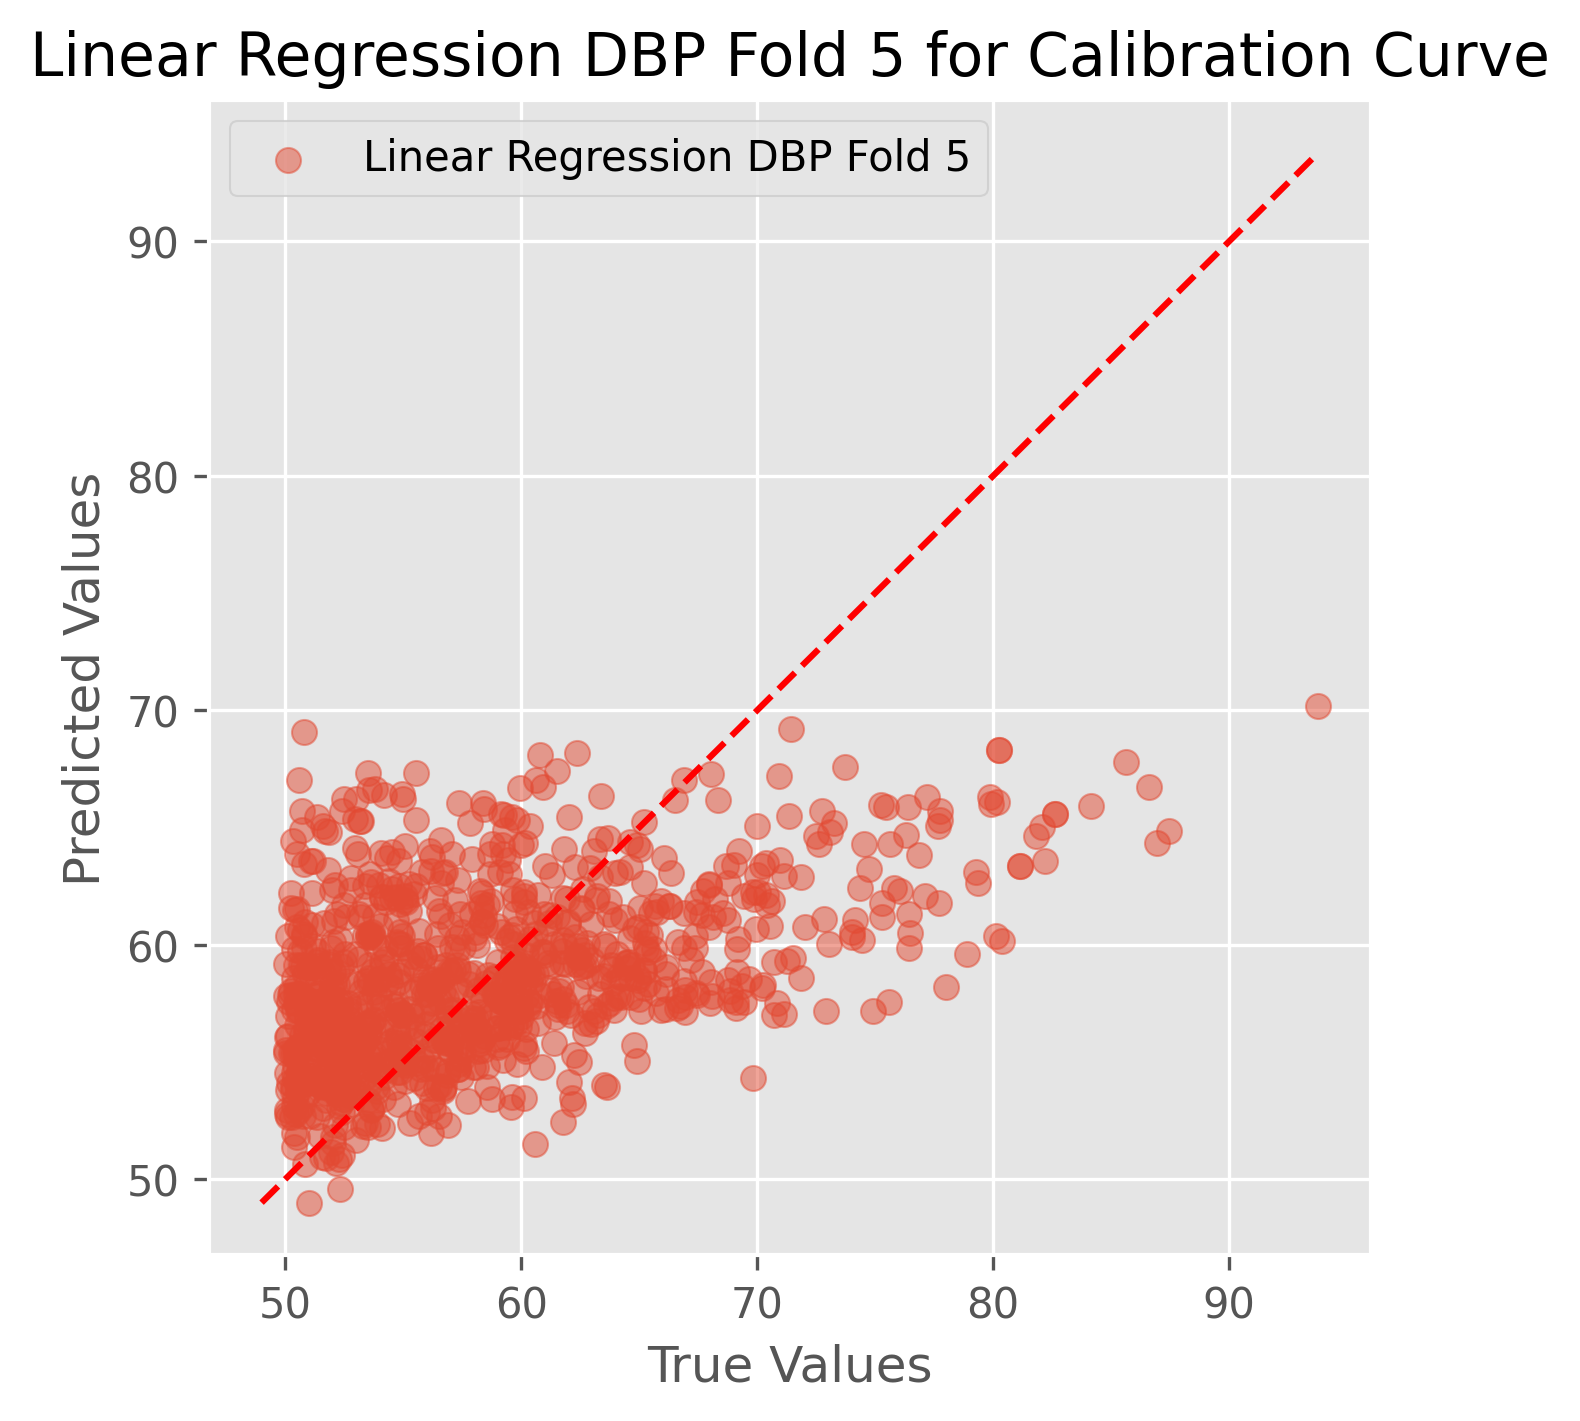 Linear Regression DBP Fold 5 for Calibration Curve
Linear Regression DBP Fold 5
90
80
70
60
50
Predicted Values
50 60 70 80 90
True Values